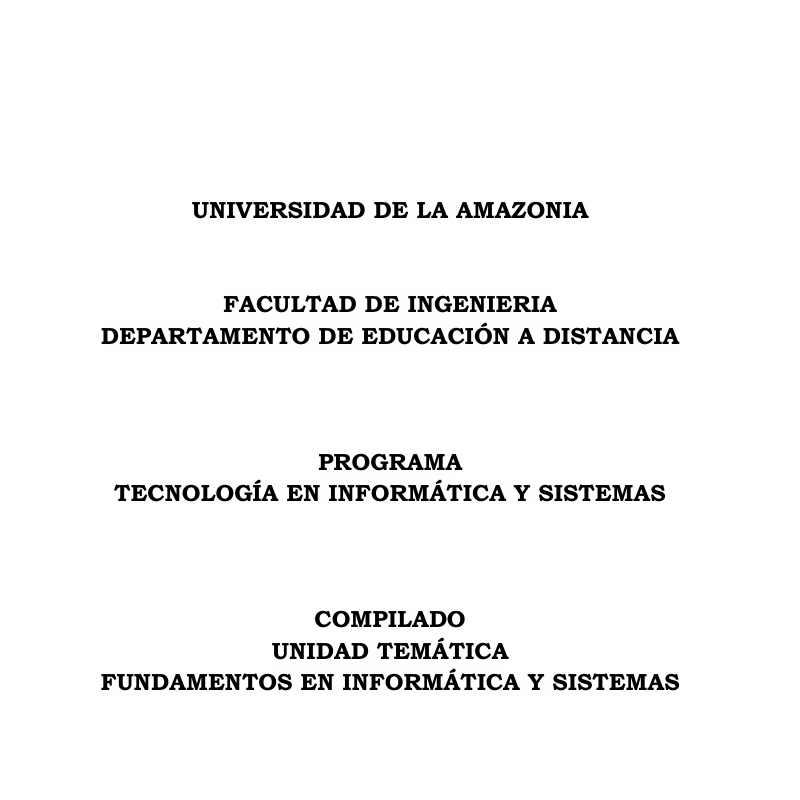 UNIVERSIDAD DE LA AMAZONIA
FACULTAD DE INGENIERIA
DEPARTAMENTO DE EDUCACIÓN A DISTANCIA
PROGRAMA
TECNOLOGÍA EN INFORMÁTICA Y SISTEMAS
COMPILADO
UNIDAD TEMÁTICA
FUNDAMENTOS EN INFORMÁTICA Y SISTEMAS